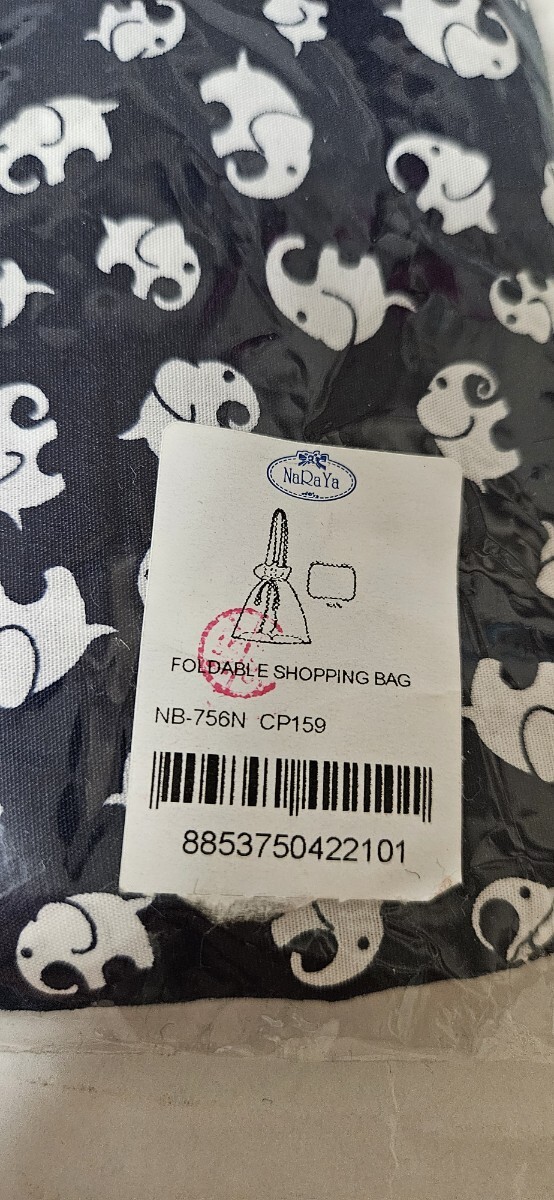 NaRaYa
FOLDABLE SHOPPING BAG
NB-756N CP159
8853750422101